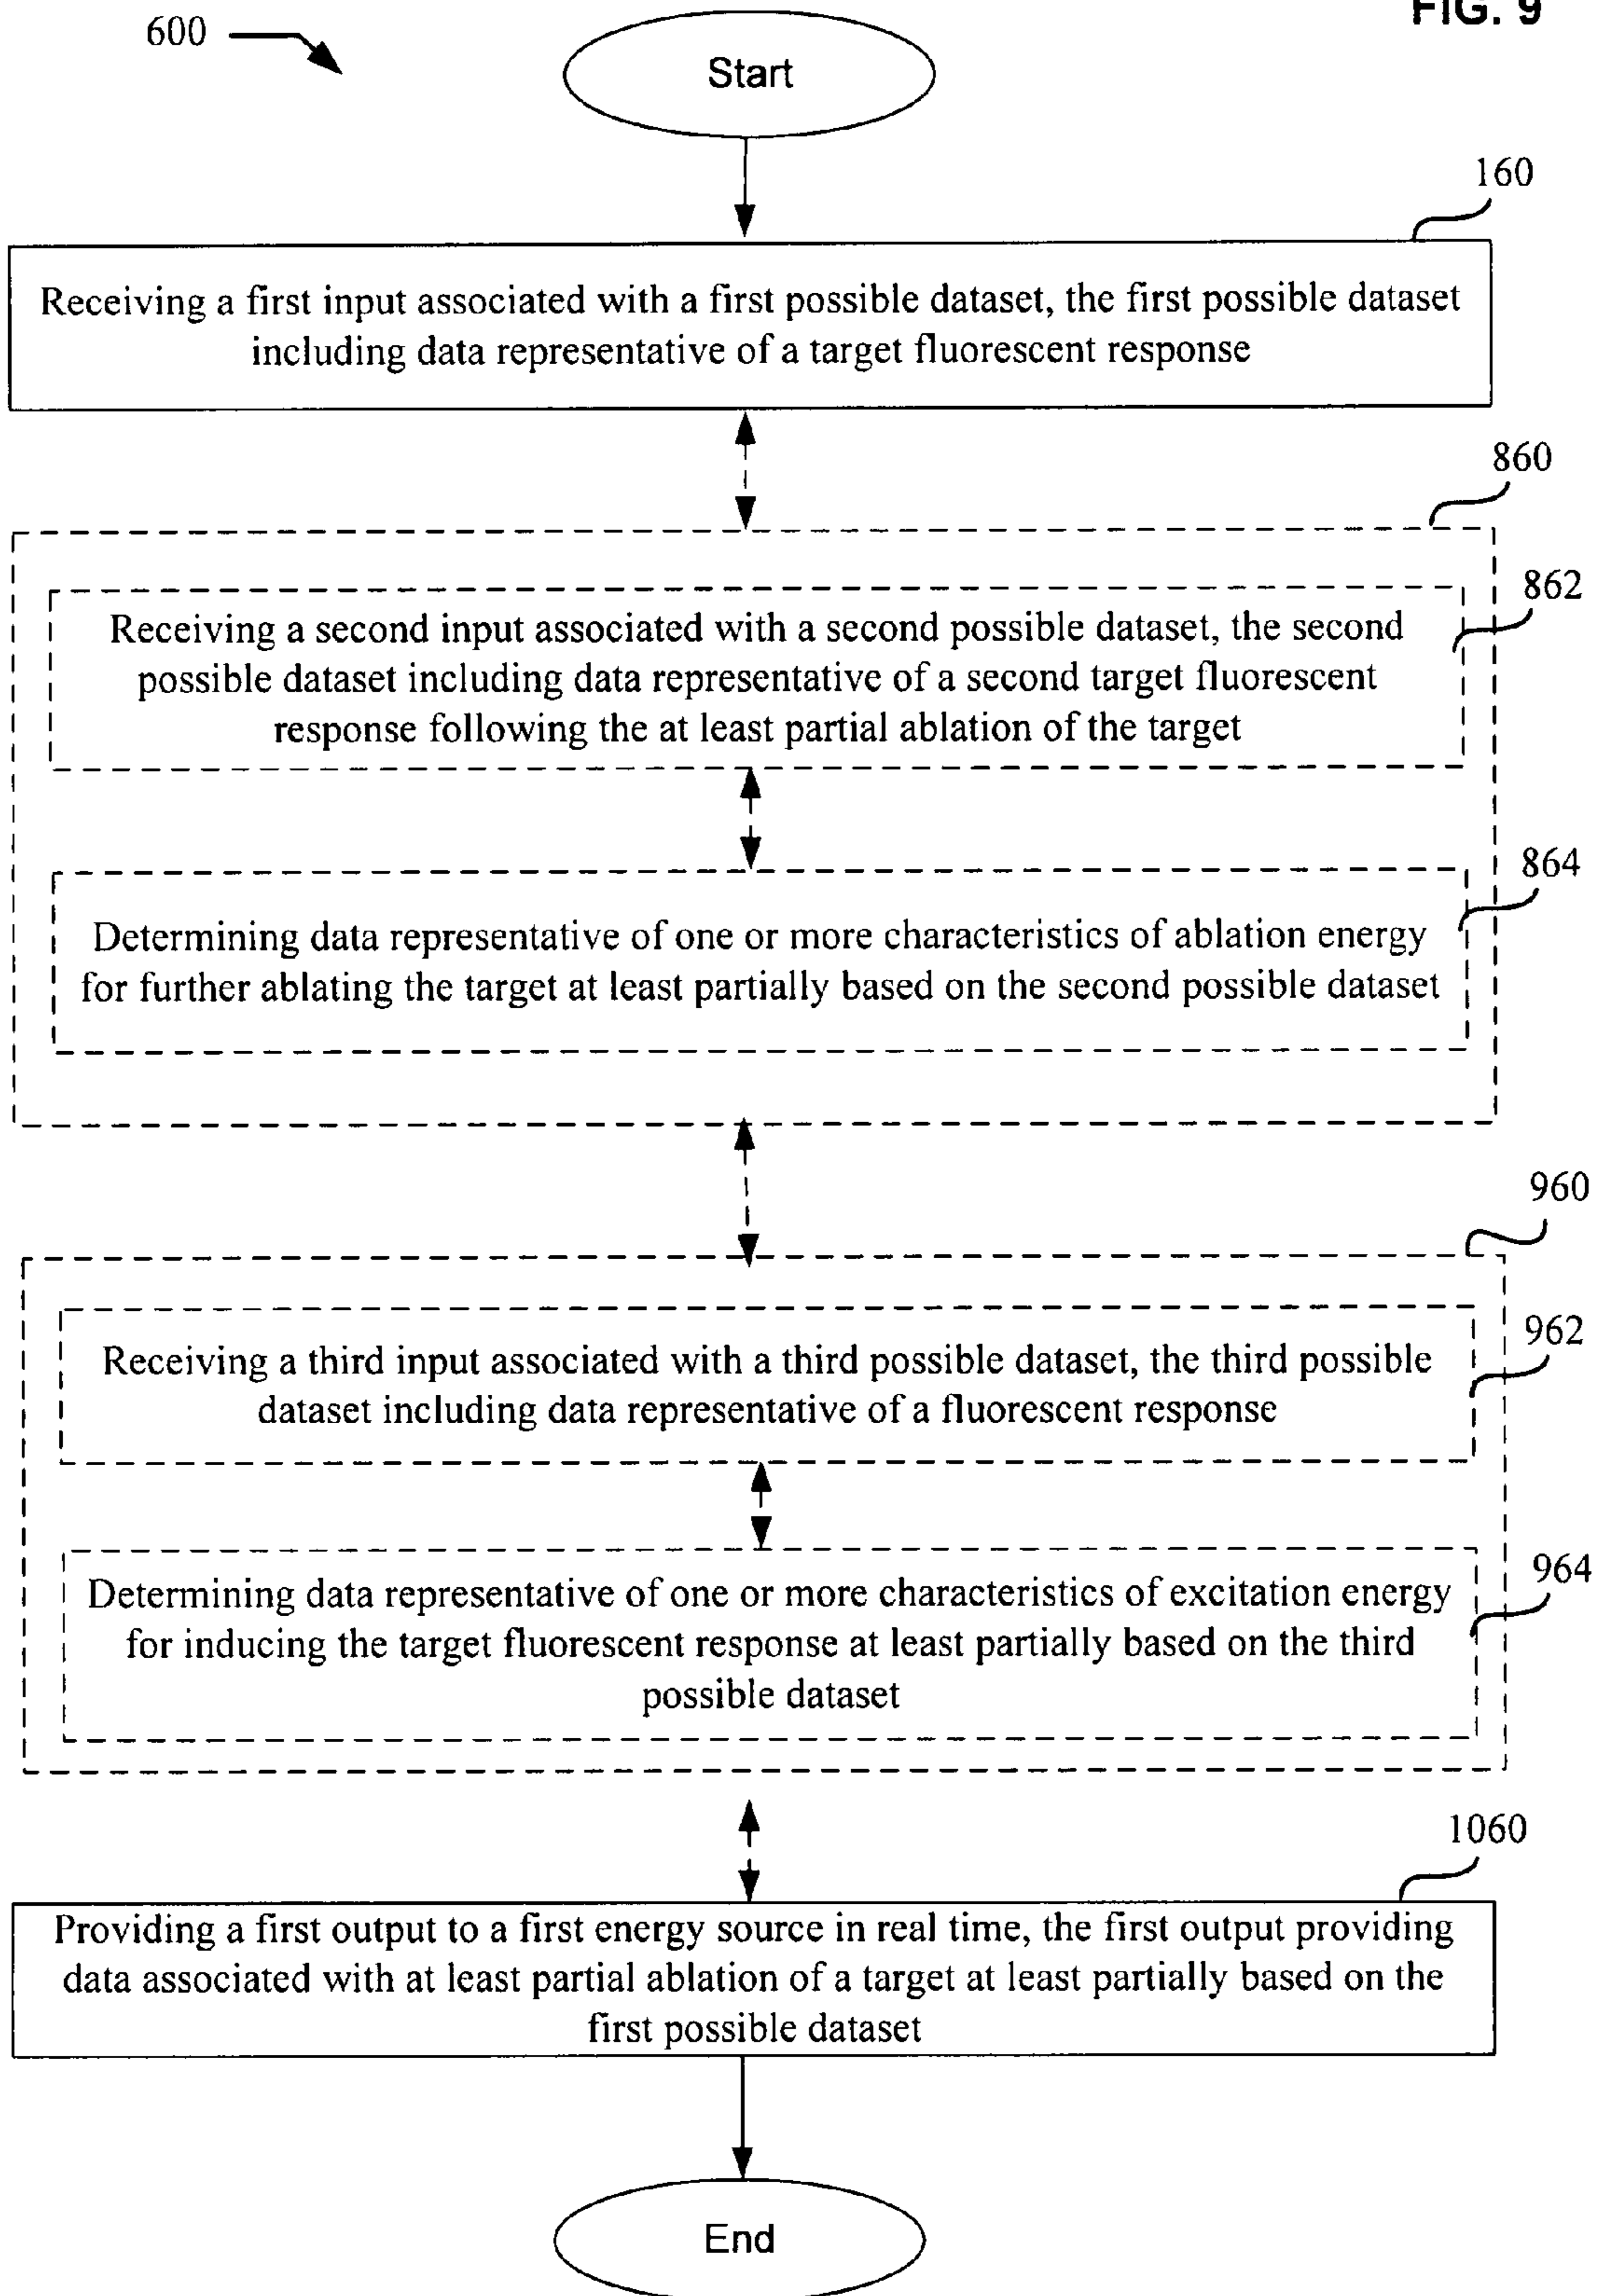 FIG. 9
600
Start
160
Receiving a first input associated with a first possible dataset, the first possible dataset
including data representative of a target fluorescent response
860
862
Receiving a second input associated with a second possible dataset, the second
possible dataset including data representative of a second target fluorescent
response following the at least partial ablation of the target
864
Determining data representative of one or more characteristics of ablation energy
for further ablating the target at least partially based on the second possible dataset
960
962
Receiving a third input associated with a third possible dataset, the third possible
dataset including data representative of a fluorescent response
964
Determining data representative of one or more characteristics of excitation energy
for inducing the target fluorescent response at least partially based on the third
possible dataset
1060
Providing a first output to a first energy source in real time, the first output providing
data associated with at least partial ablation of a target at least partially based on the
first possible dataset
End